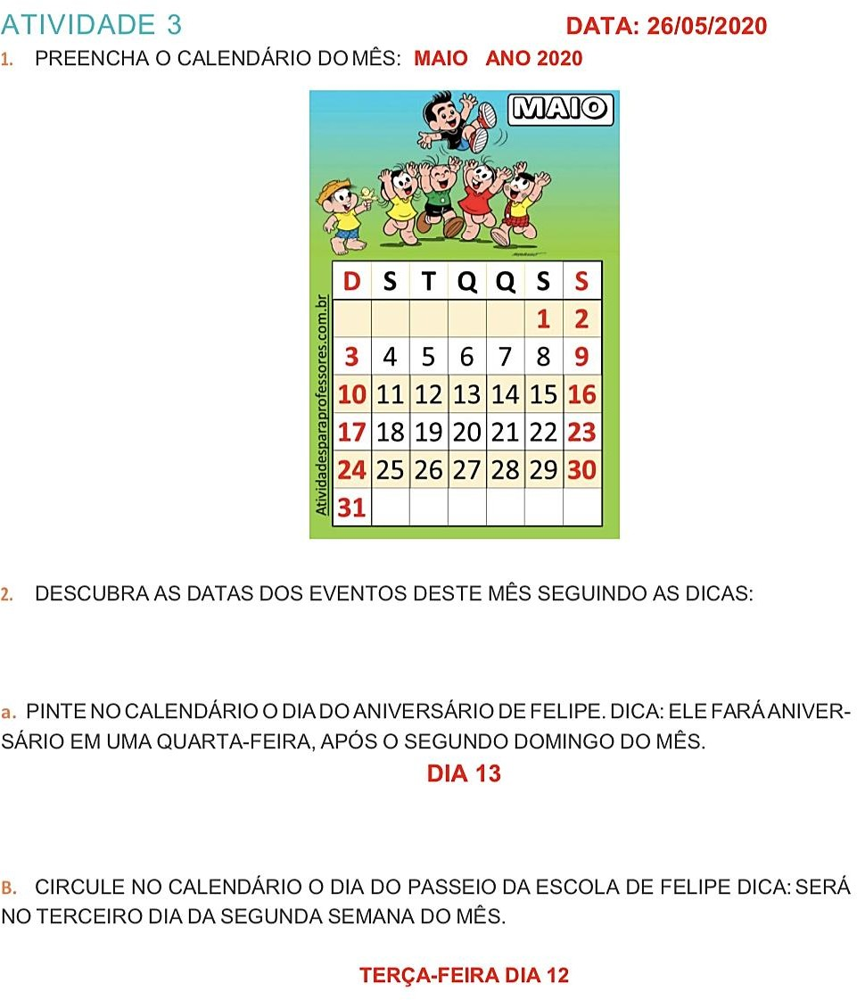 ATIVIDADE 3 DATA: 26/05/2020
1. PREENCHA O CALENDÁRIO DO MÊS: MAIO ANO 2020
MAIO
Atividadesparaprofessores.com.br
D S T Q Q S S
1 2
3 4 5 6 7 8 9
10 11 12 13 14 15 16
17 18 19 20 21 22 23
24 25 26 27 28 29 30
31
2. DESCUBRA AS DATAS DOS EVENTOS DESTE MÊS SEGUINDO AS DICAS:
a. PINTE NO CALENDÁRIO O DIA DO ANIVERSÁRIO DE FELIPE. DICA: ELE FARÁ ANIVER-
SÁRIO EM UMA QUARTA-FEIRA, APÓS O SEGUNDO DOMINGO DO MÊS.
DIA 13
B. CIRCULE NO CALENDÁRIO O DIA DO PASSEIO DA ESCOLA DE FELIPE DICA: SERÁ
NO TERCEIRO DIA DA SEGUNDA SEMANA DO MÊS.
TERÇA-FEIRA DIA 12